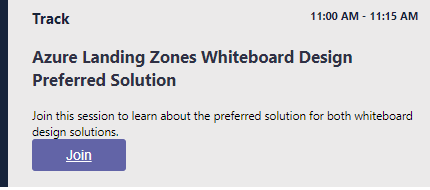 Track
11:00 AM - 11:15 AM
Azure Landing Zones Whiteboard Design
Preferred Solution
Join this session to learn about the preferred solution for both whiteboard
design solutions.
Join